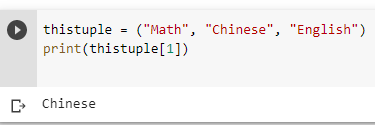 thistuple = ("Math", "Chinese", "English")
print(thistuple[1])
Chinese